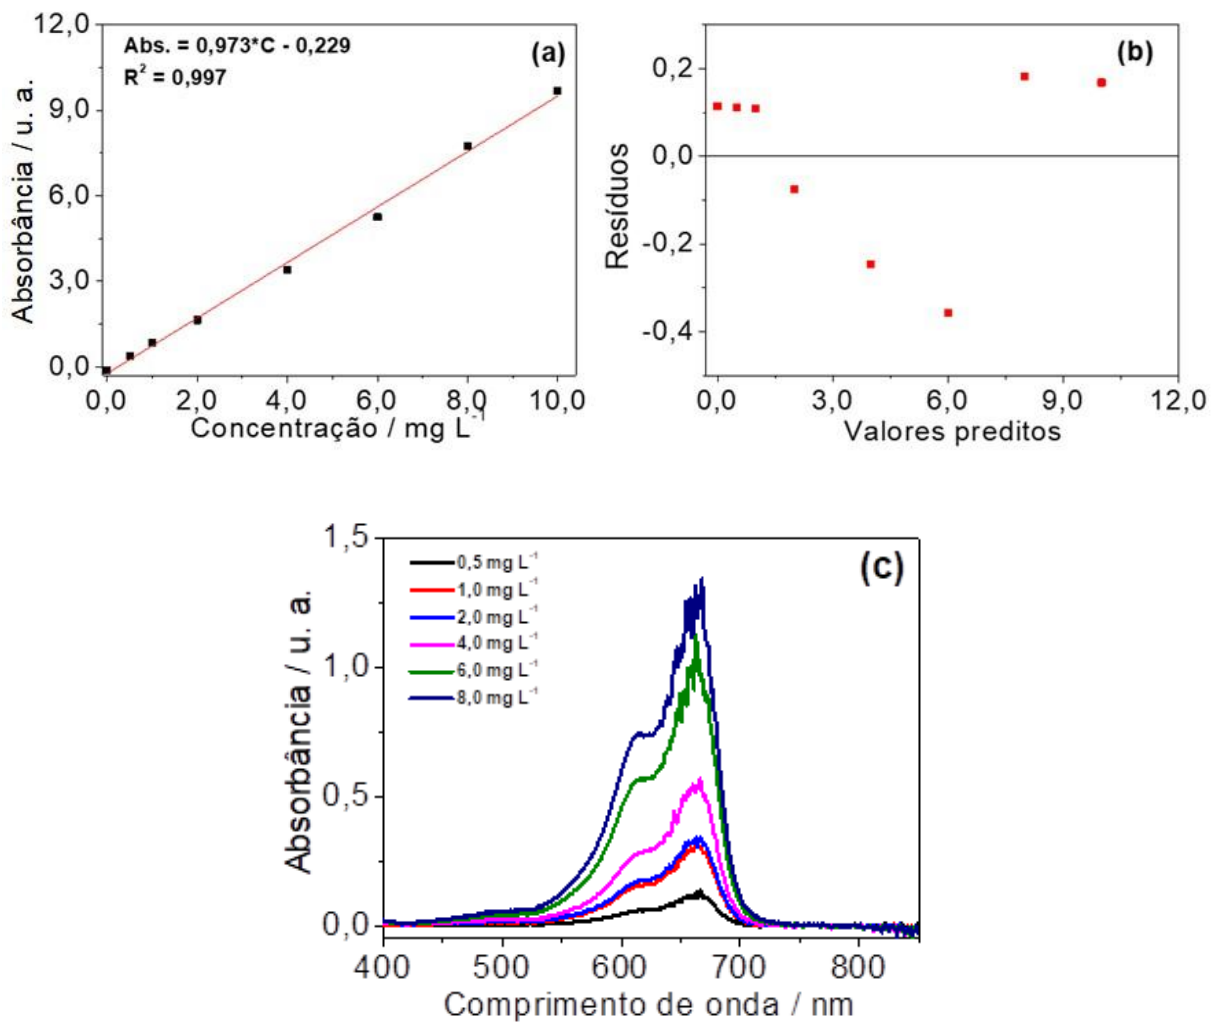 Abs. = 0,973*C - 0,229
R² = 0,997
(a)
Absorbância / u. a.
12,0
9,0
6,0
3,0
0,0
0,0 2,0 4,0 6,0 8,0 10,0
Concentração / mg L⁻¹
(b)
Resíduos
0,2
0,0
-0,2
-0,4
0,0 3,0 6,0 9,0 12,0
Valores preditos
(c)
Absorbância / u. a.
1,5
1,0
0,5
0,0
0,5 mg L⁻¹
1,0 mg L⁻¹
2,0 mg L⁻¹
4,0 mg L⁻¹
6,0 mg L⁻¹
8,0 mg L⁻¹
400 500 600 700 800
Comprimento de onda / nm